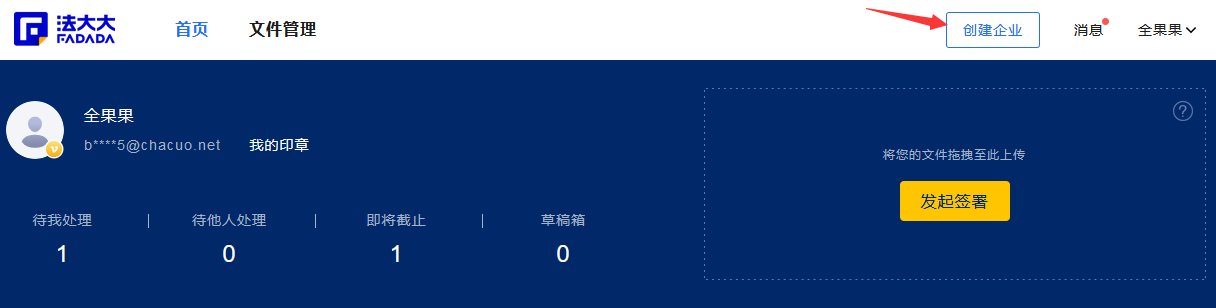 法大大
FADADA
首页
文件管理
创建企业
消息
全果果
全果果
b****5@chacuo.net
我的印章
将您的文件拖拽至此上传
发起签署
待我处理
待他人处理
即将截止
草稿箱
1
0
1
0